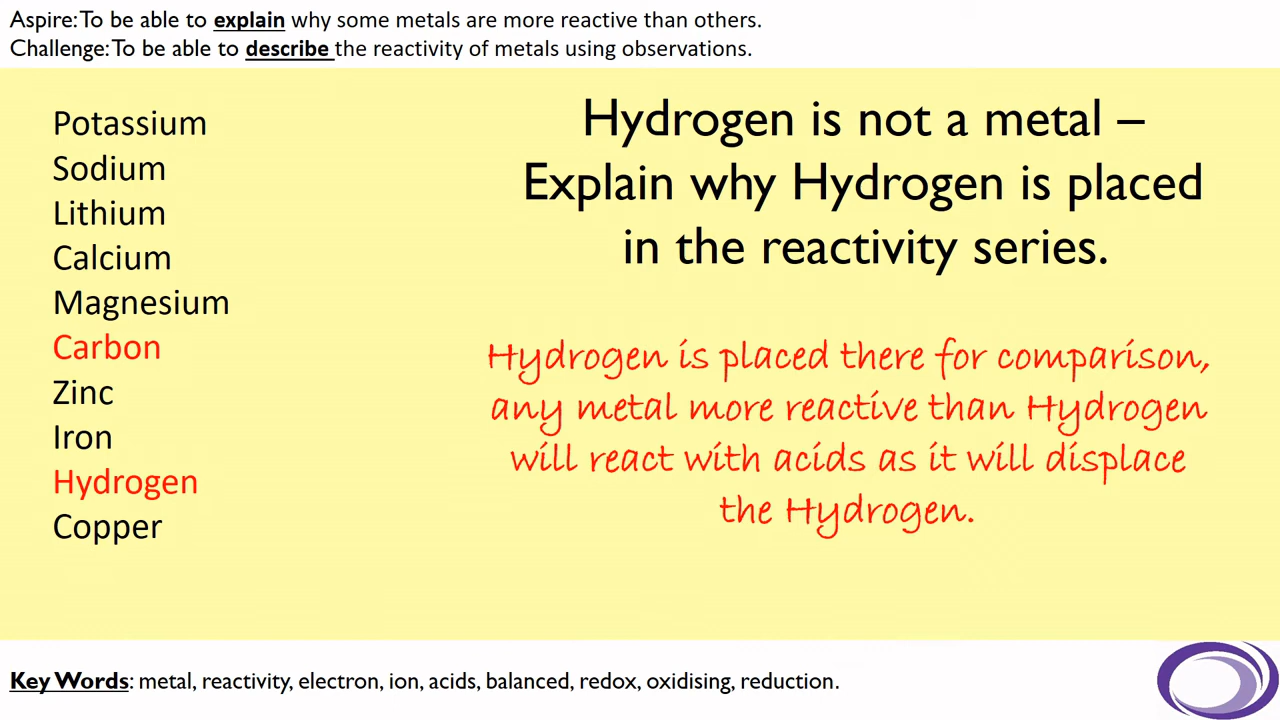 Aspire: To be able to explain why some metals are more reactive than others.
Challenge: To be able to describe the reactivity of metals using observations.
Potassium
Sodium
Lithium
Calcium
Magnesium
Carbon
Zinc
Iron
Hydrogen
Copper
Hydrogen is not a metal –
Explain why Hydrogen is placed
in the reactivity series.
Hydrogen is placed there for comparison,
any metal more reactive than Hydrogen
will react with acids as it will displace
the Hydrogen.
Key Words: metal, reactivity, electron, ion, acids, balanced, redox, oxidising, reduction.